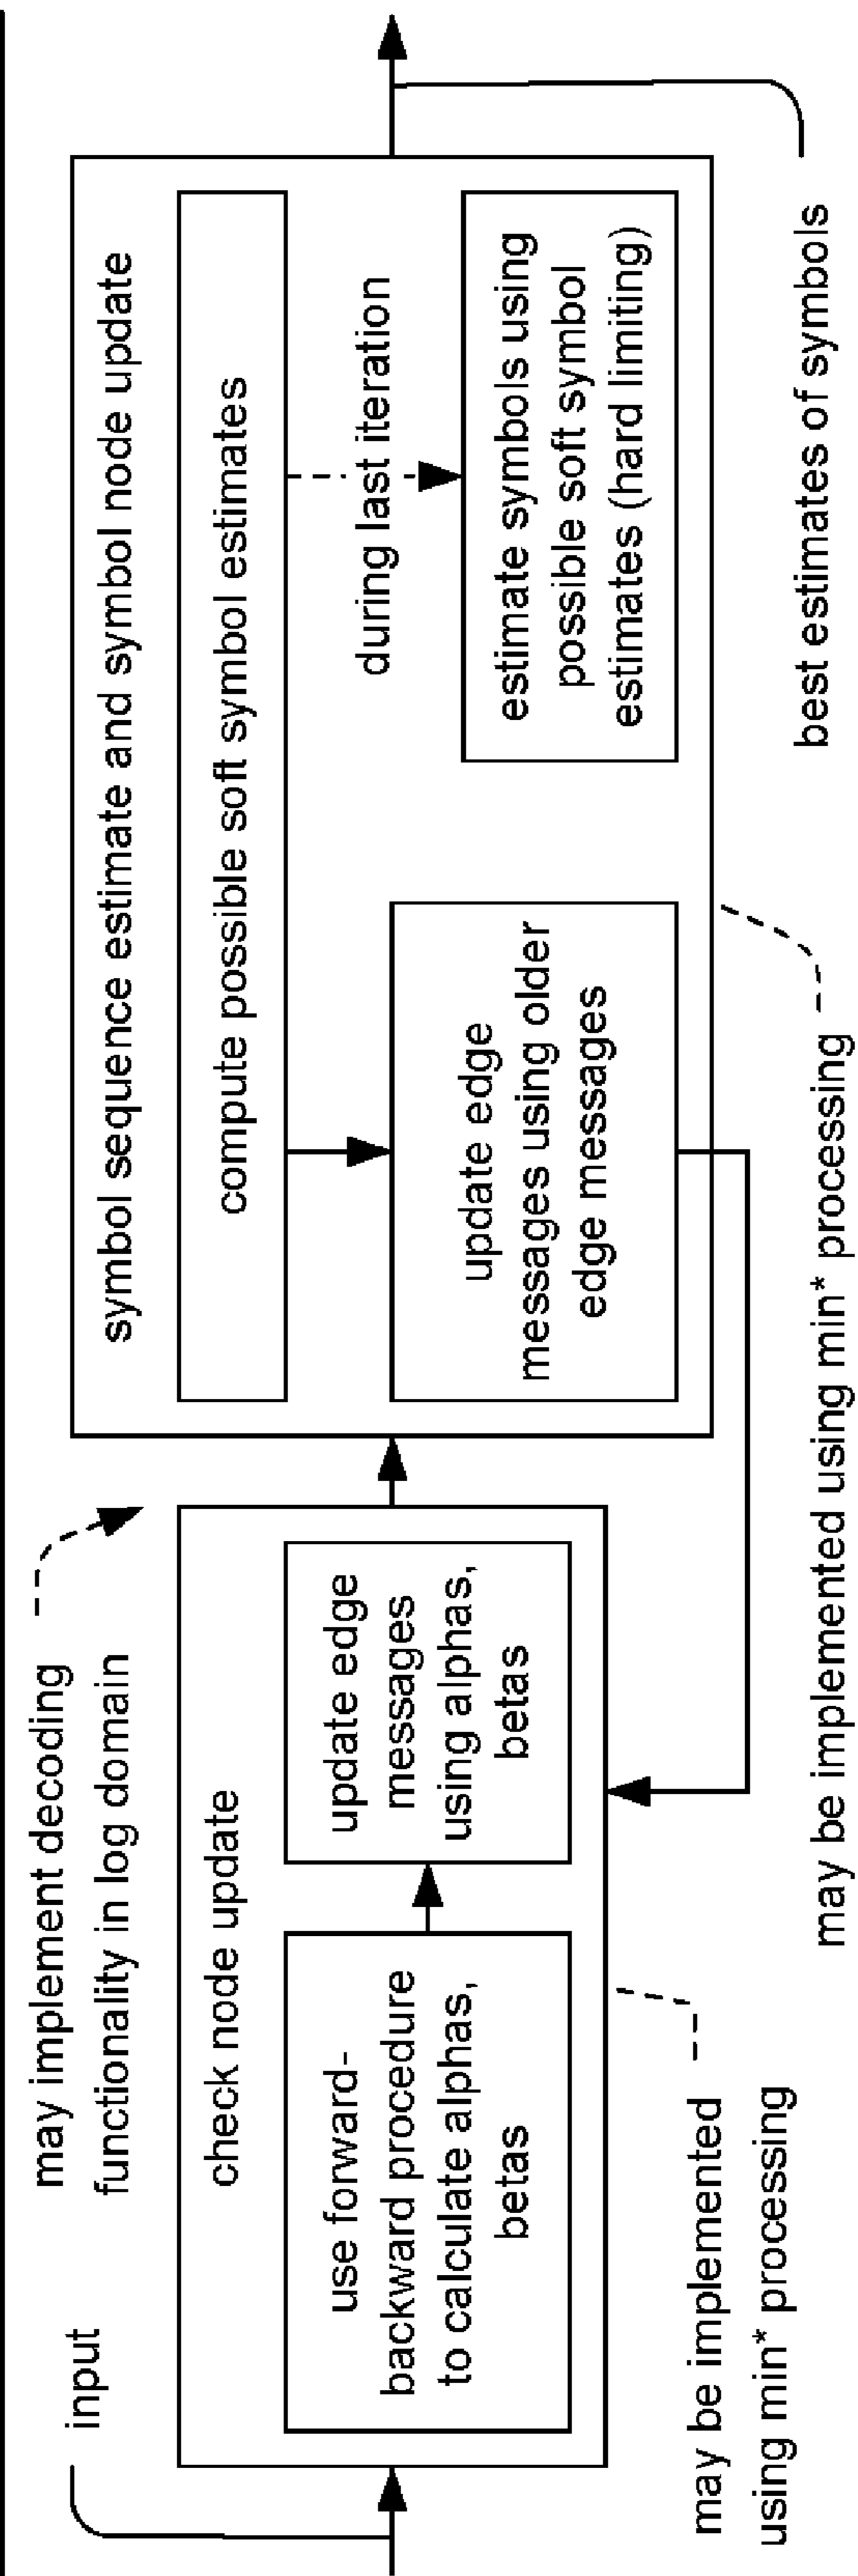 input
may implement decoding
functionality in log domain
check node update
use forward-
backward procedure
to calculate alphas,
betas
update edge
messages
using alphas,
betas
may be implemented
using min* processing
symbol sequence estimate and symbol node update
compute possible soft symbol estimates
update edge
messages using older
edge messages
during last iteration
estimate symbols using
possible soft symbol
estimates (hard limiting)
may be implemented using min* processing
best estimates of symbols